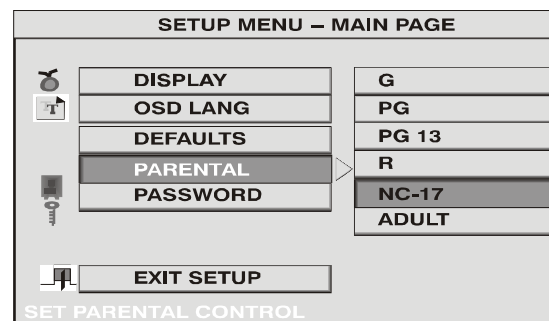 SETUP MENU – MAIN PAGE
DISPLAY
OSD LANG
DEFAULTS
PARENTAL
PASSWORD
EXIT SETUP
G
PG
PG 13
R
NC-17
ADULT
T
SET PARENTAL CONTROL